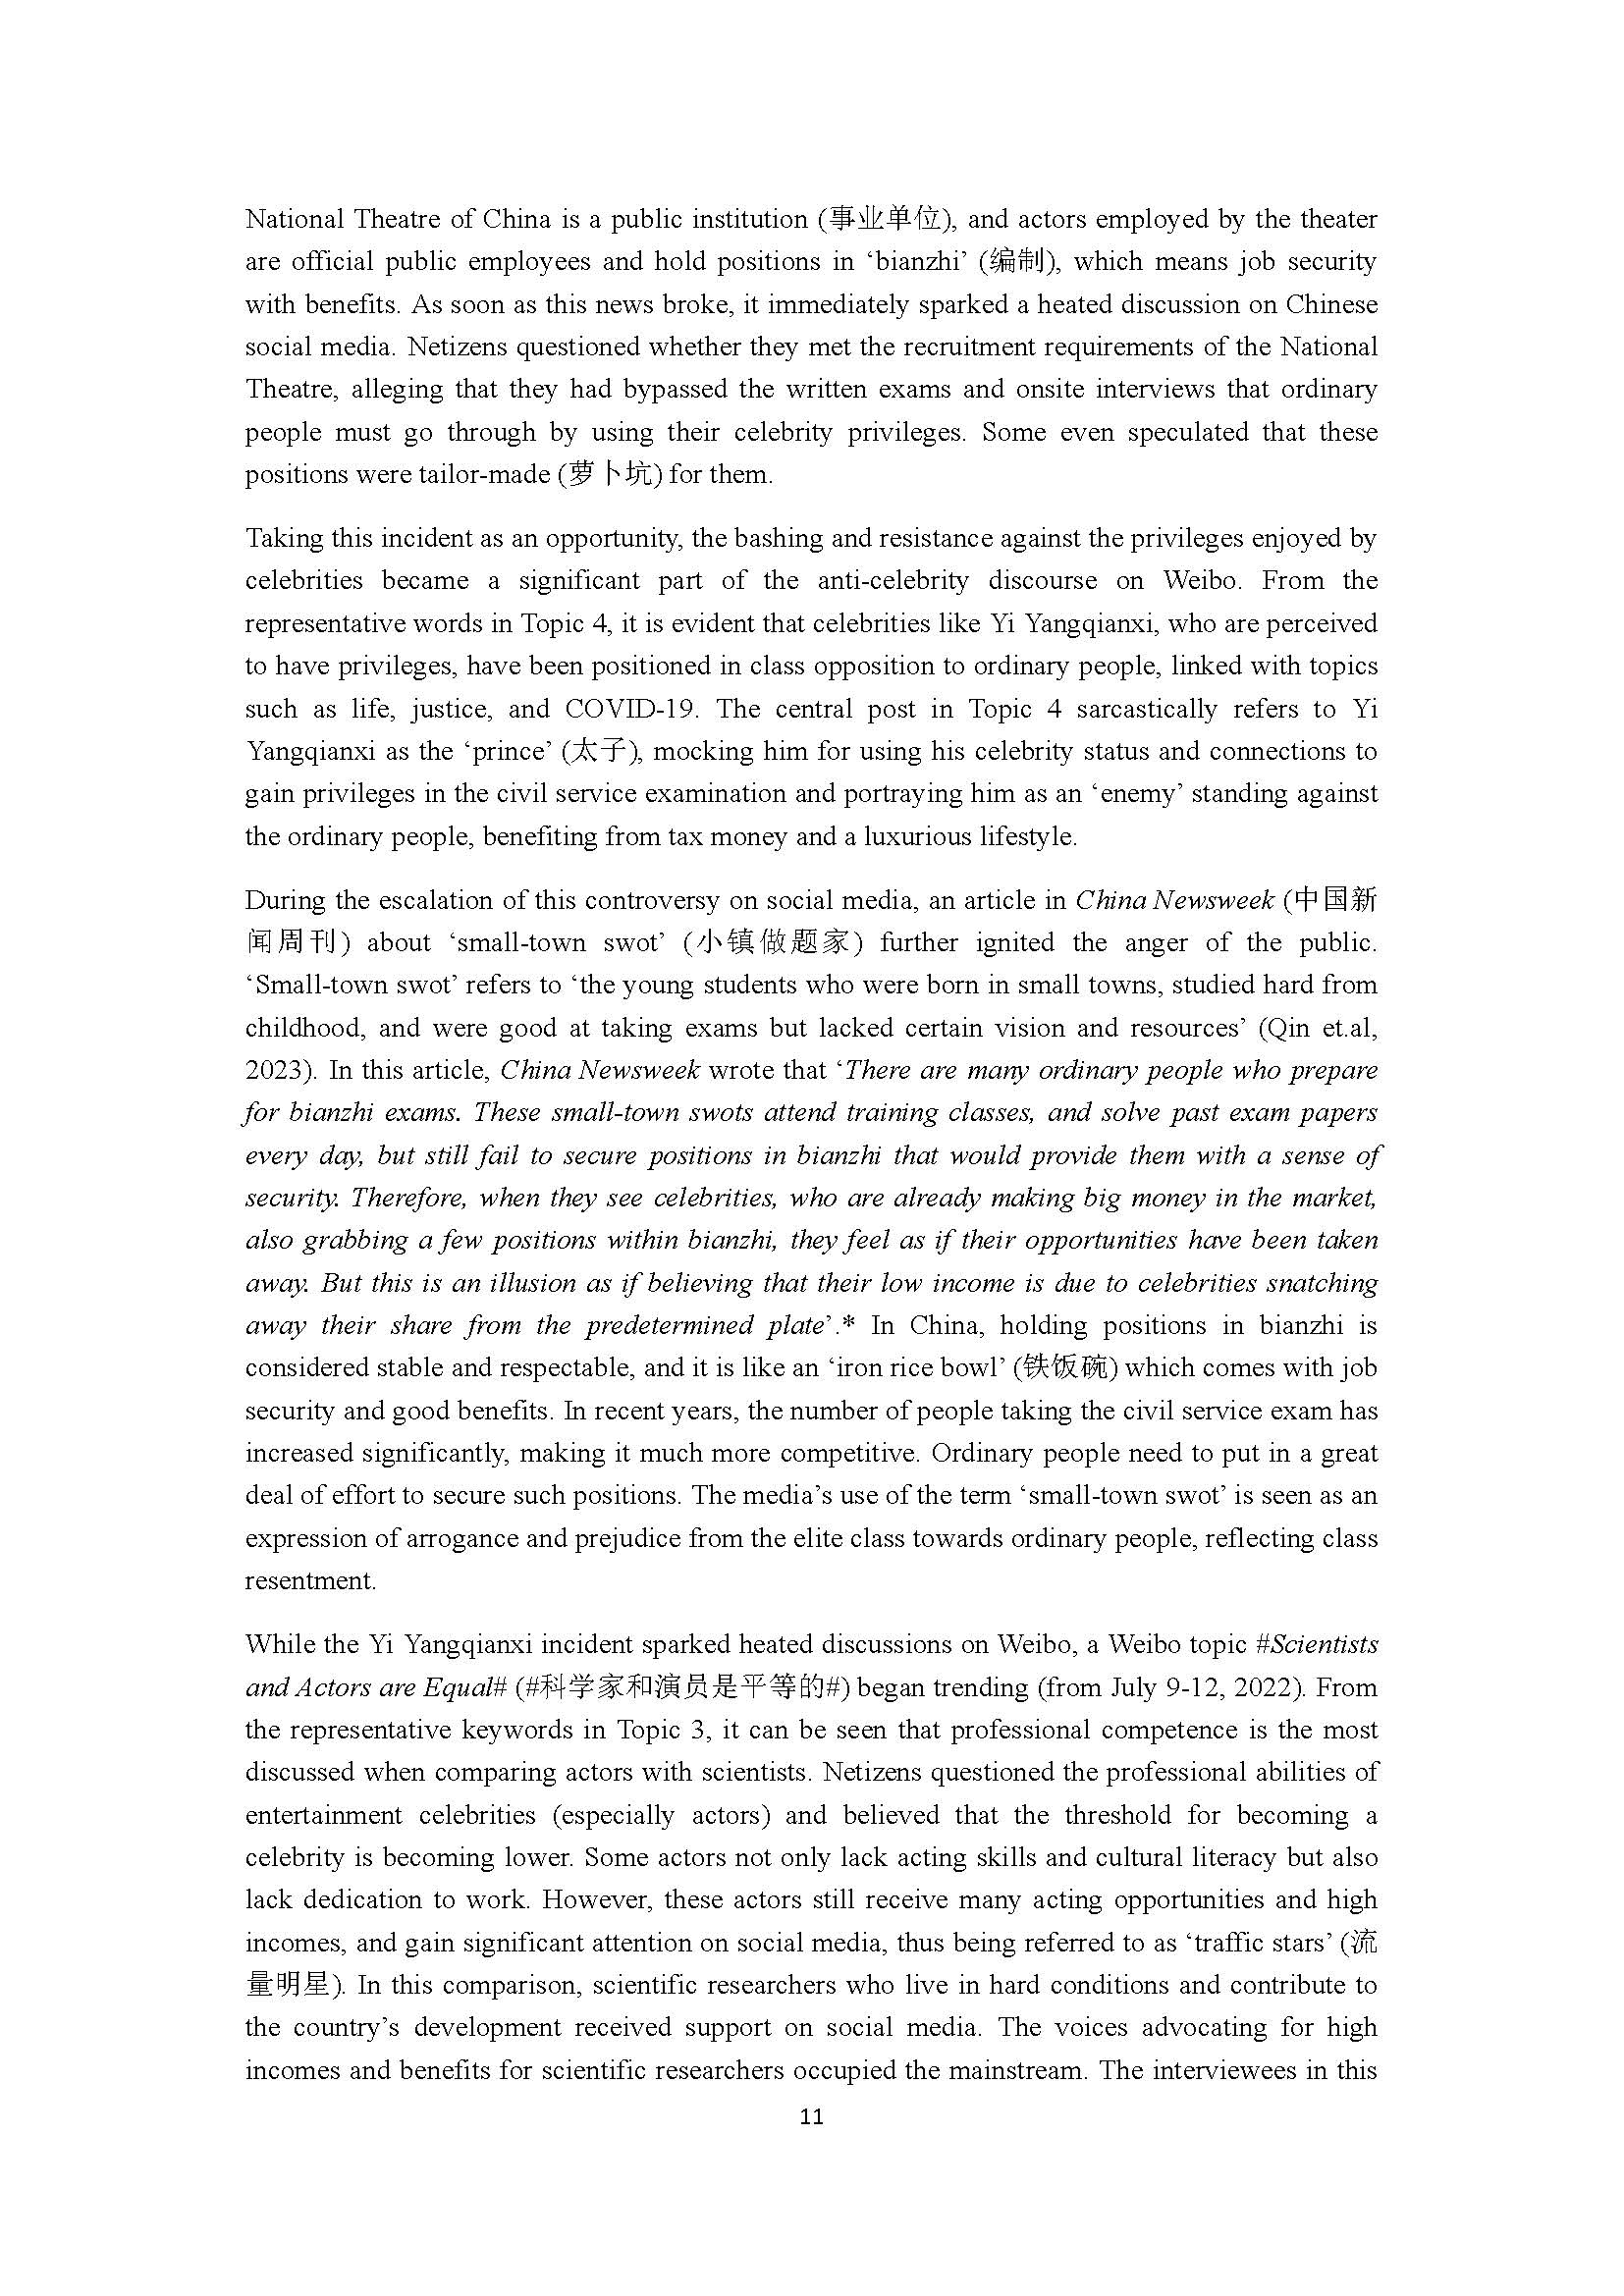 National Theatre of China is a public institution (事业单位), and actors employed by the theater
are official public employees and hold positions in ‘bianzhi’ (编制), which means job security
with benefits. As soon as this news broke, it immediately sparked a heated discussion on Chinese
social media. Netizens questioned whether they met the recruitment requirements of the National
Theatre, alleging that they had bypassed the written exams and onsite interviews that ordinary
people must go through by using their celebrity privileges. Some even speculated that these
positions were tailor-made (萝卜坑) for them.
Taking this incident as an opportunity, the bashing and resistance against the privileges enjoyed by
celebrities became a significant part of the anti-celebrity discourse on Weibo. From the
representative words in Topic 4, it is evident that celebrities like Yi Yangqianxi, who are perceived
to have privileges, have been positioned in class opposition to ordinary people, linked with topics
such as life, justice, and COVID-19. The central post in Topic 4 sarcastically refers to Yi
Yangqianxi as the ‘prince’ (太子), mocking him for using his celebrity status and connections to
gain privileges in the civil service examination and portraying him as an ‘enemy’ standing against
the ordinary people, benefiting from tax money and a luxurious lifestyle.
During the escalation of this controversy on social media, an article in China Newsweek (中国新
闻周刊) about ‘small-town swot’ (小镇做题家) further ignited the anger of the public.
‘Small-town swot’ refers to ‘the young students who were born in small towns, studied hard from
childhood, and were good at taking exams but lacked certain vision and resources’ (Qin et.al,
2023). In this article, China Newsweek wrote that ‘There are many ordinary people who prepare
for bianzhi exams. These small-town swots attend training classes, and solve past exam papers
every day, but still fail to secure positions in bianzhi that would provide them with a sense of
security. Therefore, when they see celebrities, who are already making big money in the market,
also grabbing a few positions within bianzhi, they feel as if their opportunities have been taken
away. But this is an illusion as if believing that their low income is due to celebrities snatching
away their share from the predetermined plate’.* In China, holding positions in bianzhi is
considered stable and respectable, and it is like an ‘iron rice bowl’ (铁饭碗) which comes with job
security and good benefits. In recent years, the number of people taking the civil service exam has
increased significantly, making it much more competitive. Ordinary people need to put in a great
deal of effort to secure such positions. The media’s use of the term ‘small-town swot’ is seen as an
expression of arrogance and prejudice from the elite class towards ordinary people, reflecting class
resentment.
While the Yi Yangqianxi incident sparked heated discussions on Weibo, a Weibo topic #Scientists
and Actors are Equal# (#科学家和演员是平等的#) began trending (from July 9-12, 2022). From
the representative keywords in Topic 3, it can be seen that professional competence is the most
discussed when comparing actors with scientists. Netizens questioned the professional abilities of
entertainment celebrities (especially actors) and believed that the threshold for becoming a
celebrity is becoming lower. Some actors not only lack acting skills and cultural literacy but also
lack dedication to work. However, these actors still receive many acting opportunities and high
incomes, and gain significant attention on social media, thus being referred to as ‘traffic stars’ (流
量明星). In this comparison, scientific researchers who live in hard conditions and contribute to
the country’s development received support on social media. The voices advocating for high
incomes and benefits for scientific researchers occupied the mainstream. The interviewees in this
11